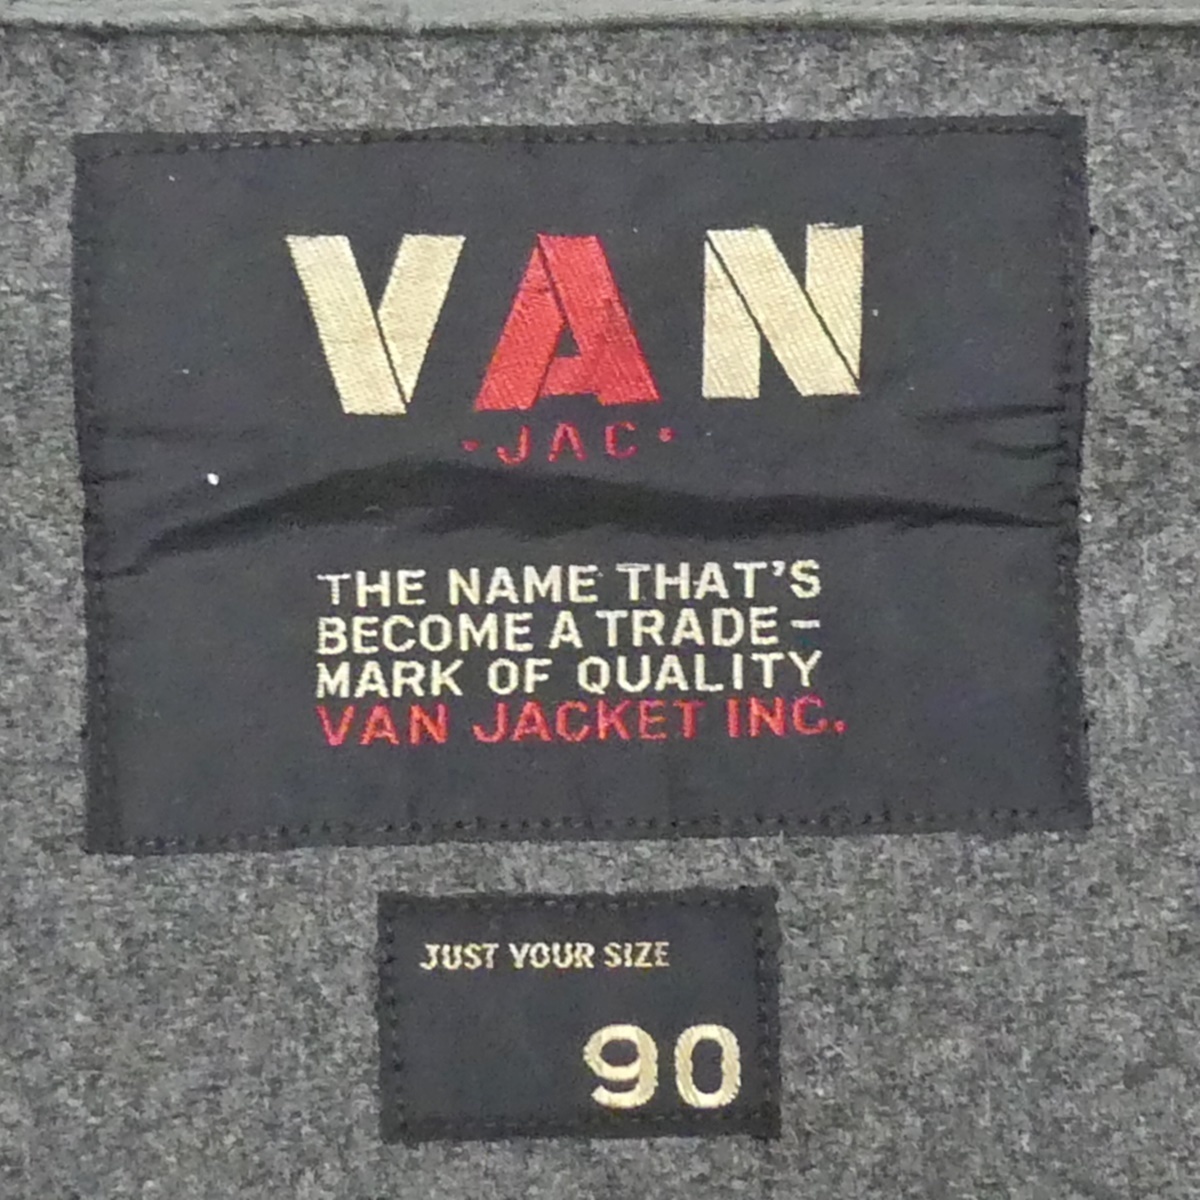 VAN
·JAC·
THE NAME THAT'S
BECOME A TRADE-
MARK OF QUALITY
VAN JACKET INC.
JUST YOUR SIZE
90